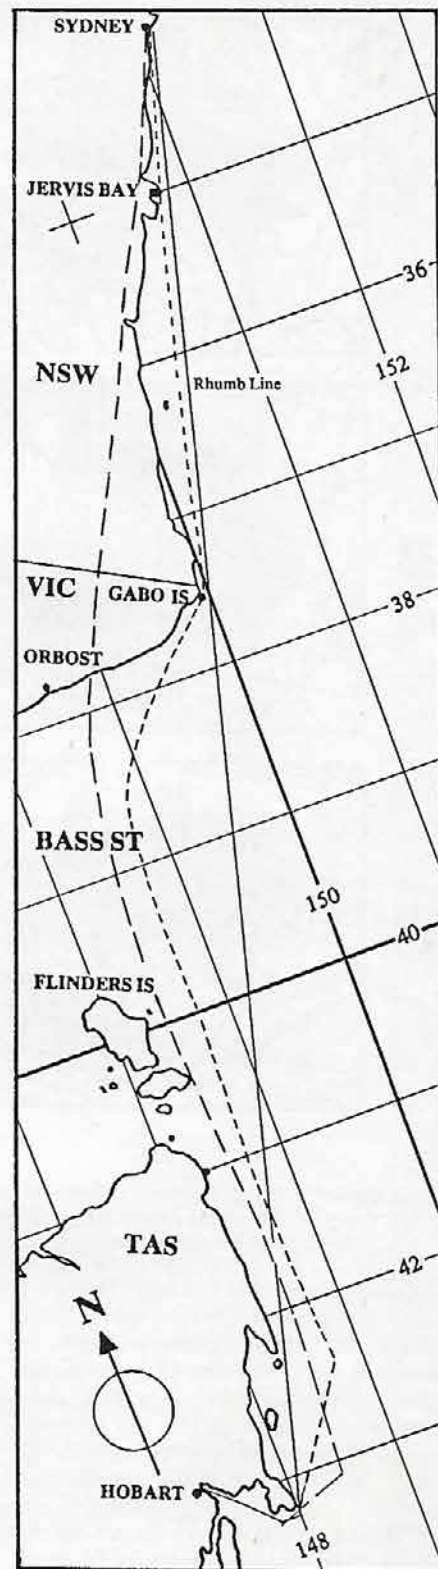 SYDNEY
JERVIS BAY
36
NSW
152
Rhumb Line
VIC
GABO IS
38
ORBOST
BASS ST
150
40
FLINDERS IS
TAS
42
N
HOBART
148